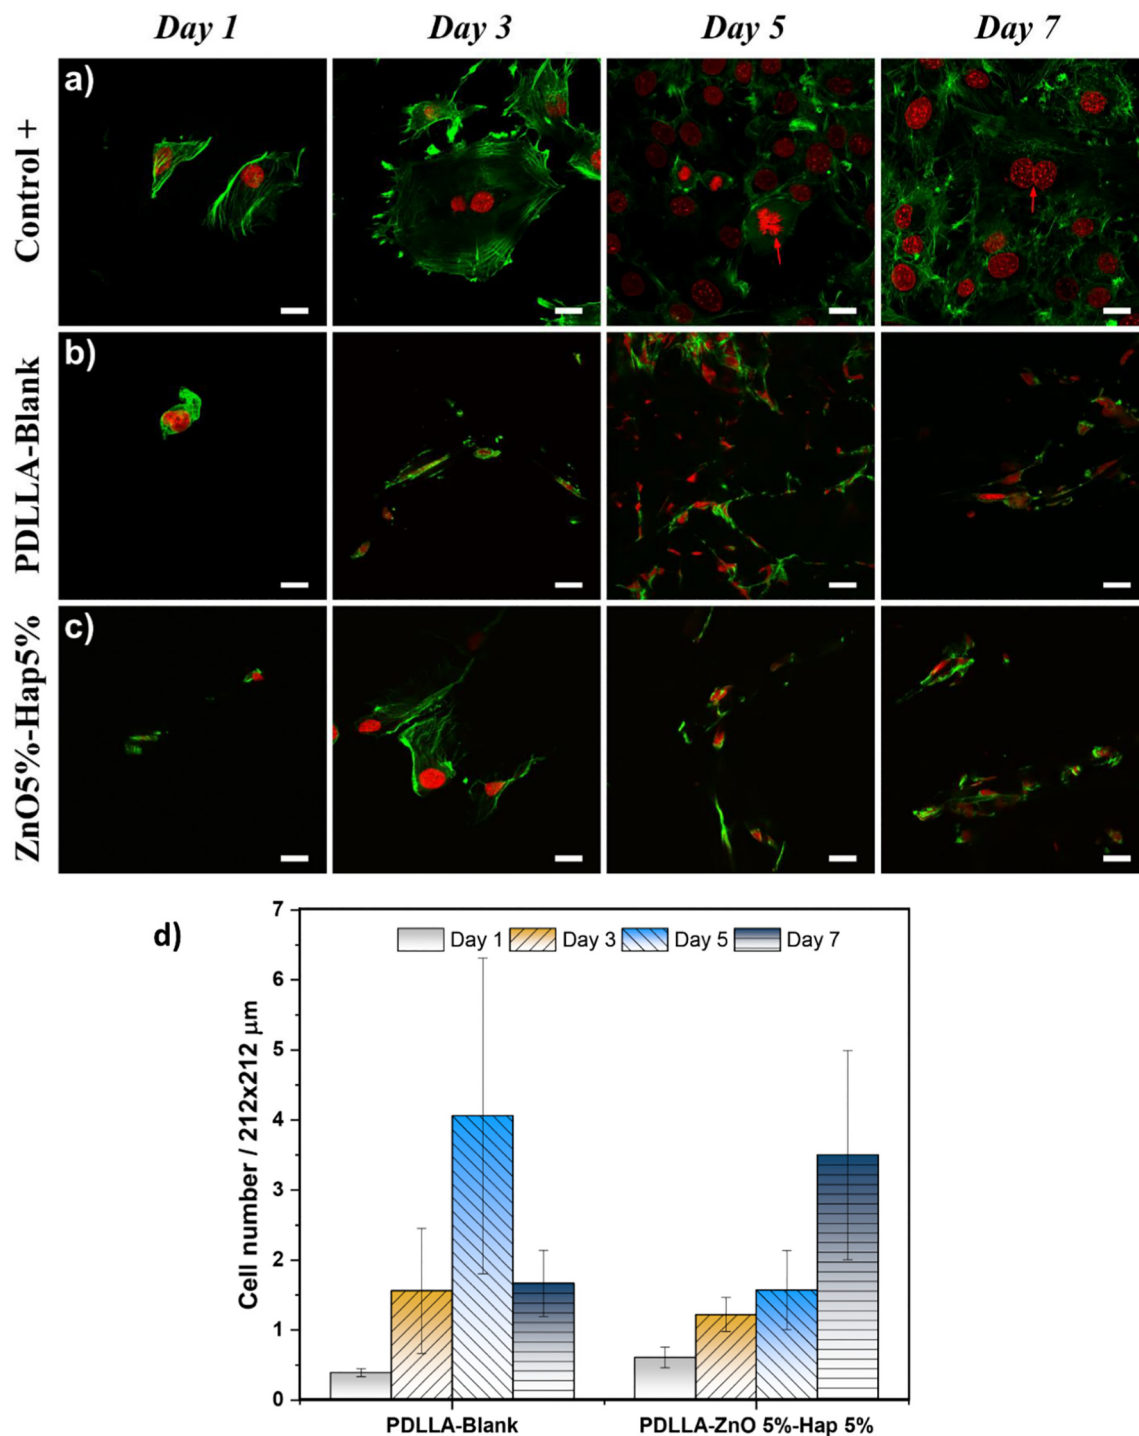 Day 1 Day 3 Day 5 Day 7
Control +
a)
PDLLA-Blank
b)
ZnO5%-Hap5%
c)
d)
7
6
5
4
3
2
1
0
Cell number / 212x212 μm
Day 1 Day 3 Day 5 Day 7
PDLLA-Blank PDLLA-ZnO 5%-Hap 5%